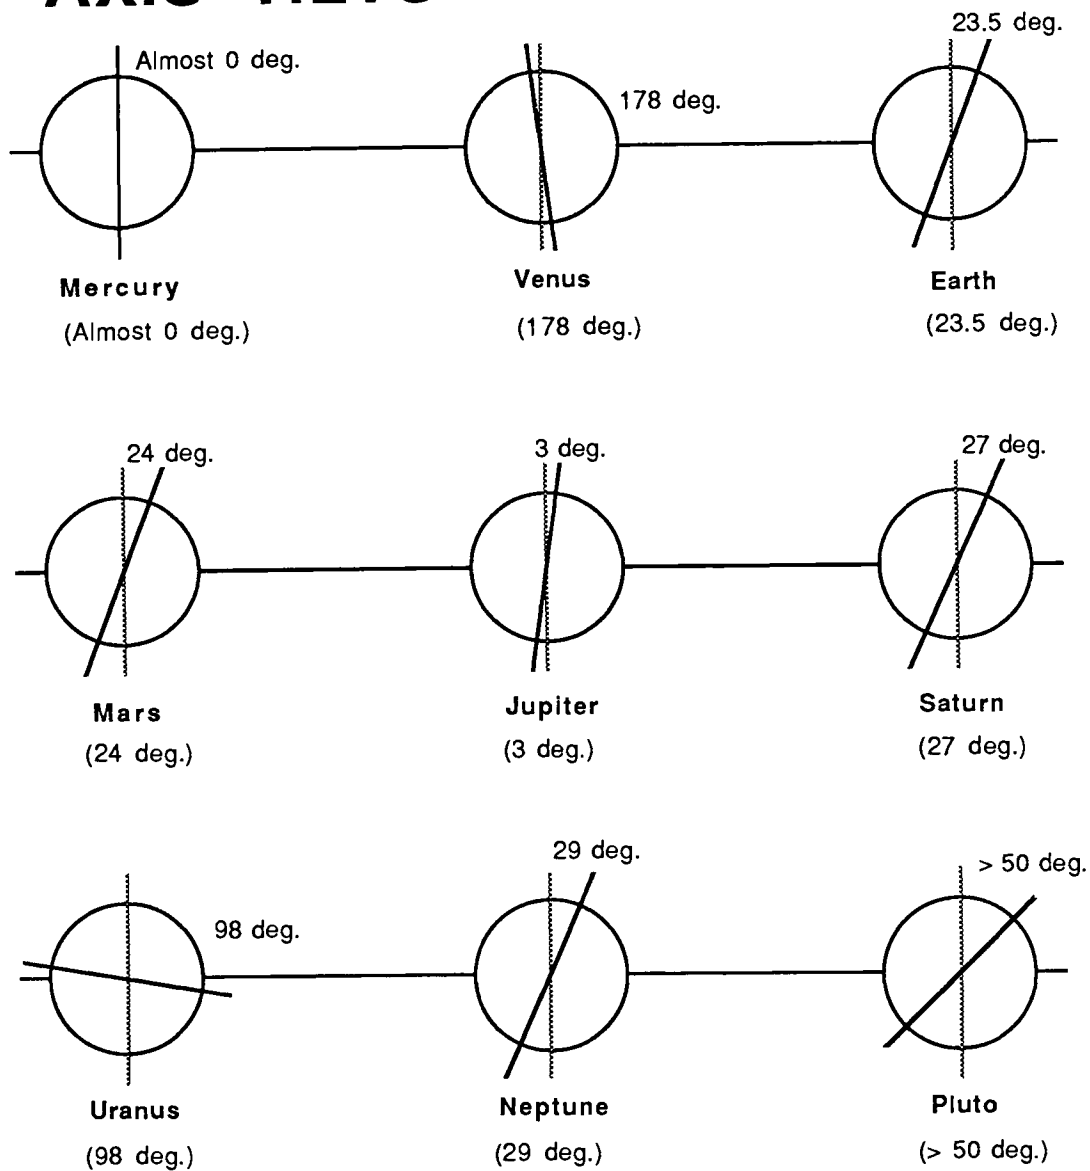 Almost 0 deg.
178 deg.
23.5 deg.
Mercury
Venus
Earth
(Almost 0 deg.)
(178 deg.)
(23.5 deg.)
24 deg.
3 deg.
27 deg.
Mars
Jupiter
Saturn
(24 deg.)
(3 deg.)
(27 deg.)
98 deg.
29 deg.
> 50 deg.
Uranus
Neptune
Pluto
(98 deg.)
(29 deg.)
(> 50 deg.)